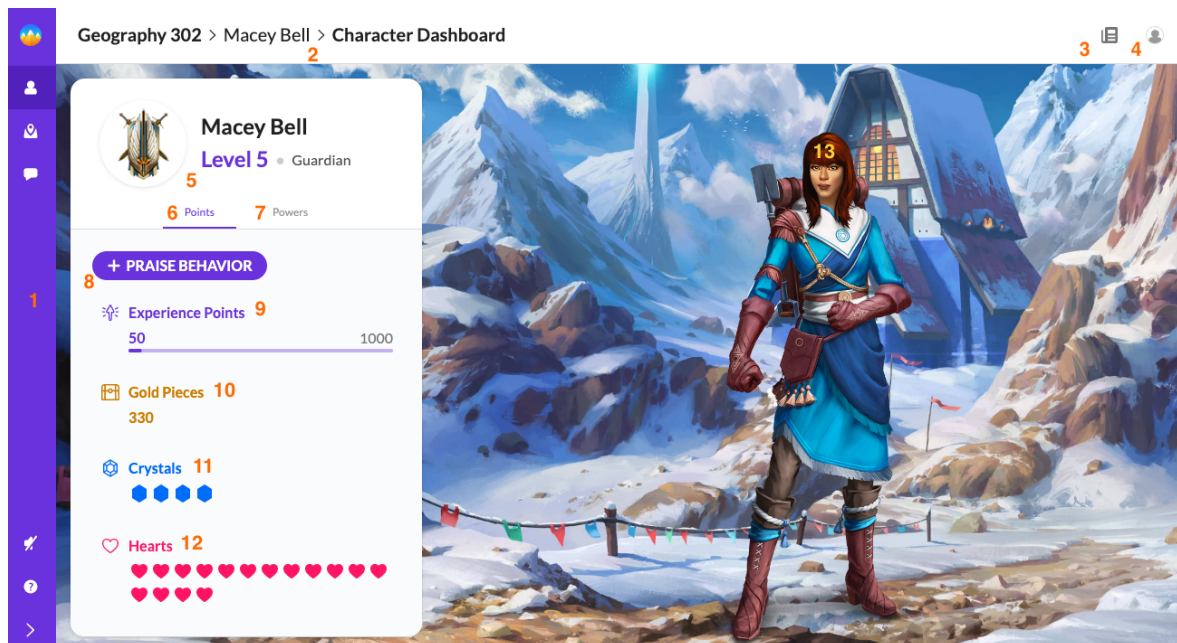 Geography 302 > Macey Bell > Character Dashboard
2
3
4
Macey Bell
Level 5 • Guardian
5
6 Points 7 Powers
+ PRAISE BEHAVIOR
8
1
Experience Points 9
50 1000
Gold Pieces 10
330
Crystals 11
Hearts 12
13
?